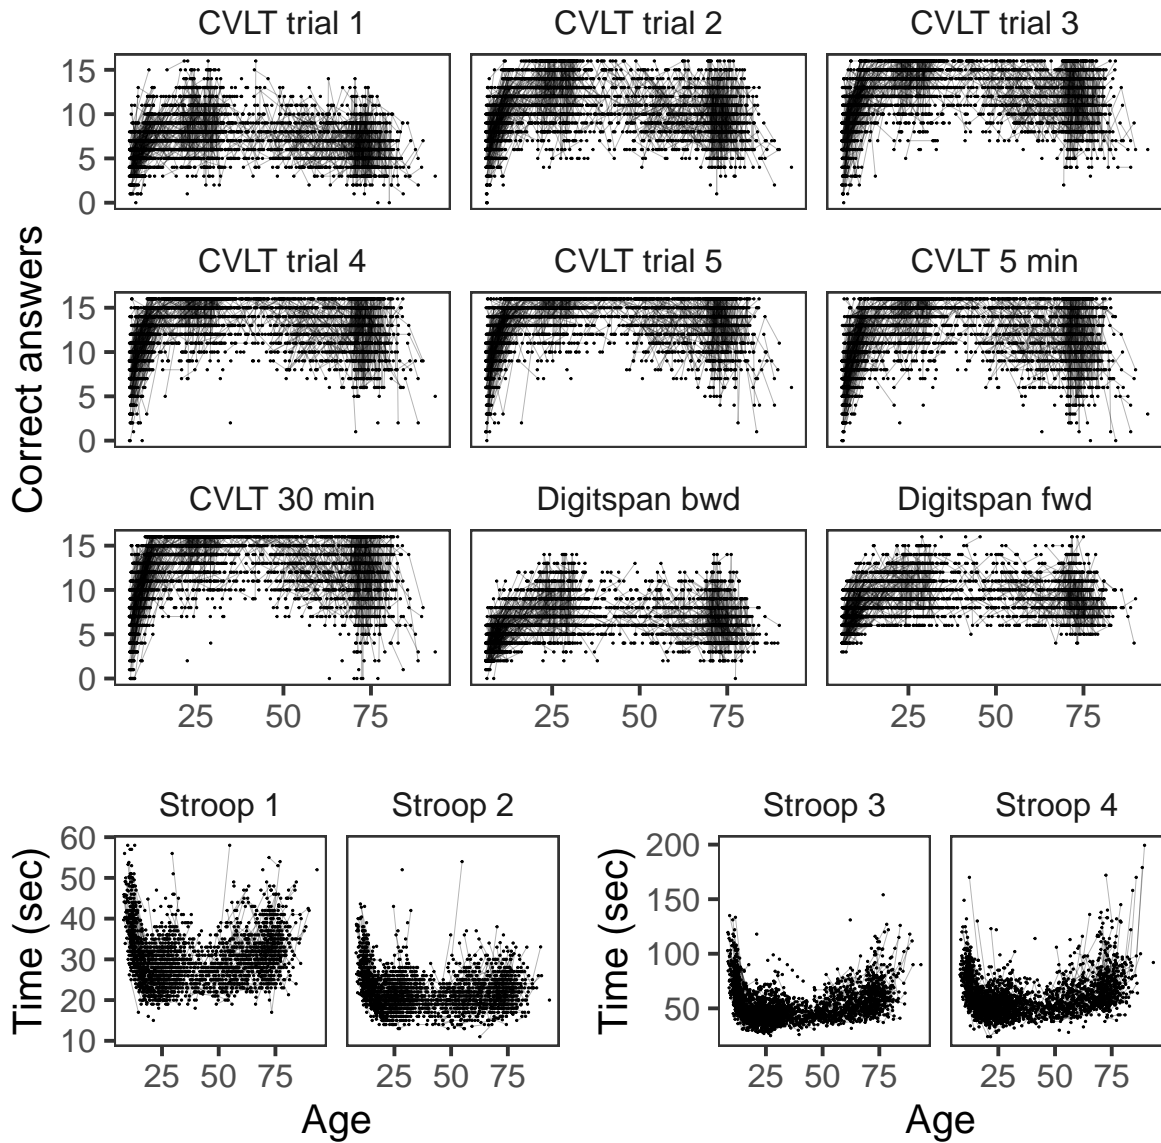 CVLT trial 1 CVLT trial 2 CVLT trial 3
15
10
5
0
CVLT trial 4 CVLT trial 5 CVLT 5 min
15
10
5
0
Correct answers
CVLT 30 min Digitspan bwd Digitspan fwd
15
10
5
0
25 50 75 25 50 75 25 50 75
Stroop 1 Stroop 2
60
50
40
30
20
10
Time (sec)
25 50 75 25 50 75
Age
Stroop 3 Stroop 4
200
150
100
50
Time (sec)
25 50 75 25 50 75
Age